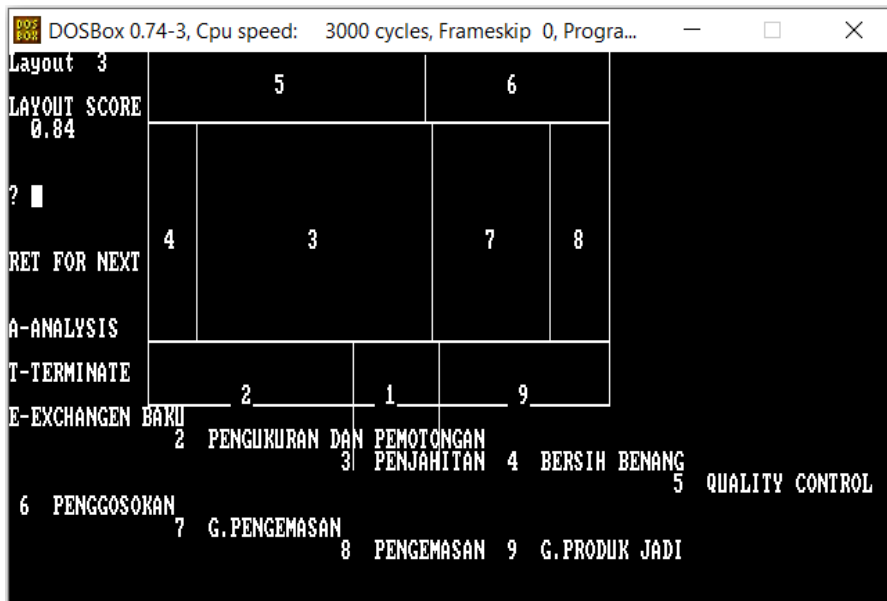 DOSBox 0.74-3, Cpu speed: 3000 cycles, Frameskip 0, Progra...
Layout 3
5 6
LAYOUT SCORE
0.84
?
4 3 7 8
RET FOR NEXT
A-ANALYSIS
T-TERMINATE
2 1 9
E-EXCHANGEN BAKU
2 PENGUKURAN DAN PEMOTONGAN
3 PENJAHITAN 4 BERSIH BENANG
5 QUALITY CONTROL
6 PENGGOSOKAN
7 G.PENGEMASAN
8 PENGEMASAN 9 G.PRODUK JADI